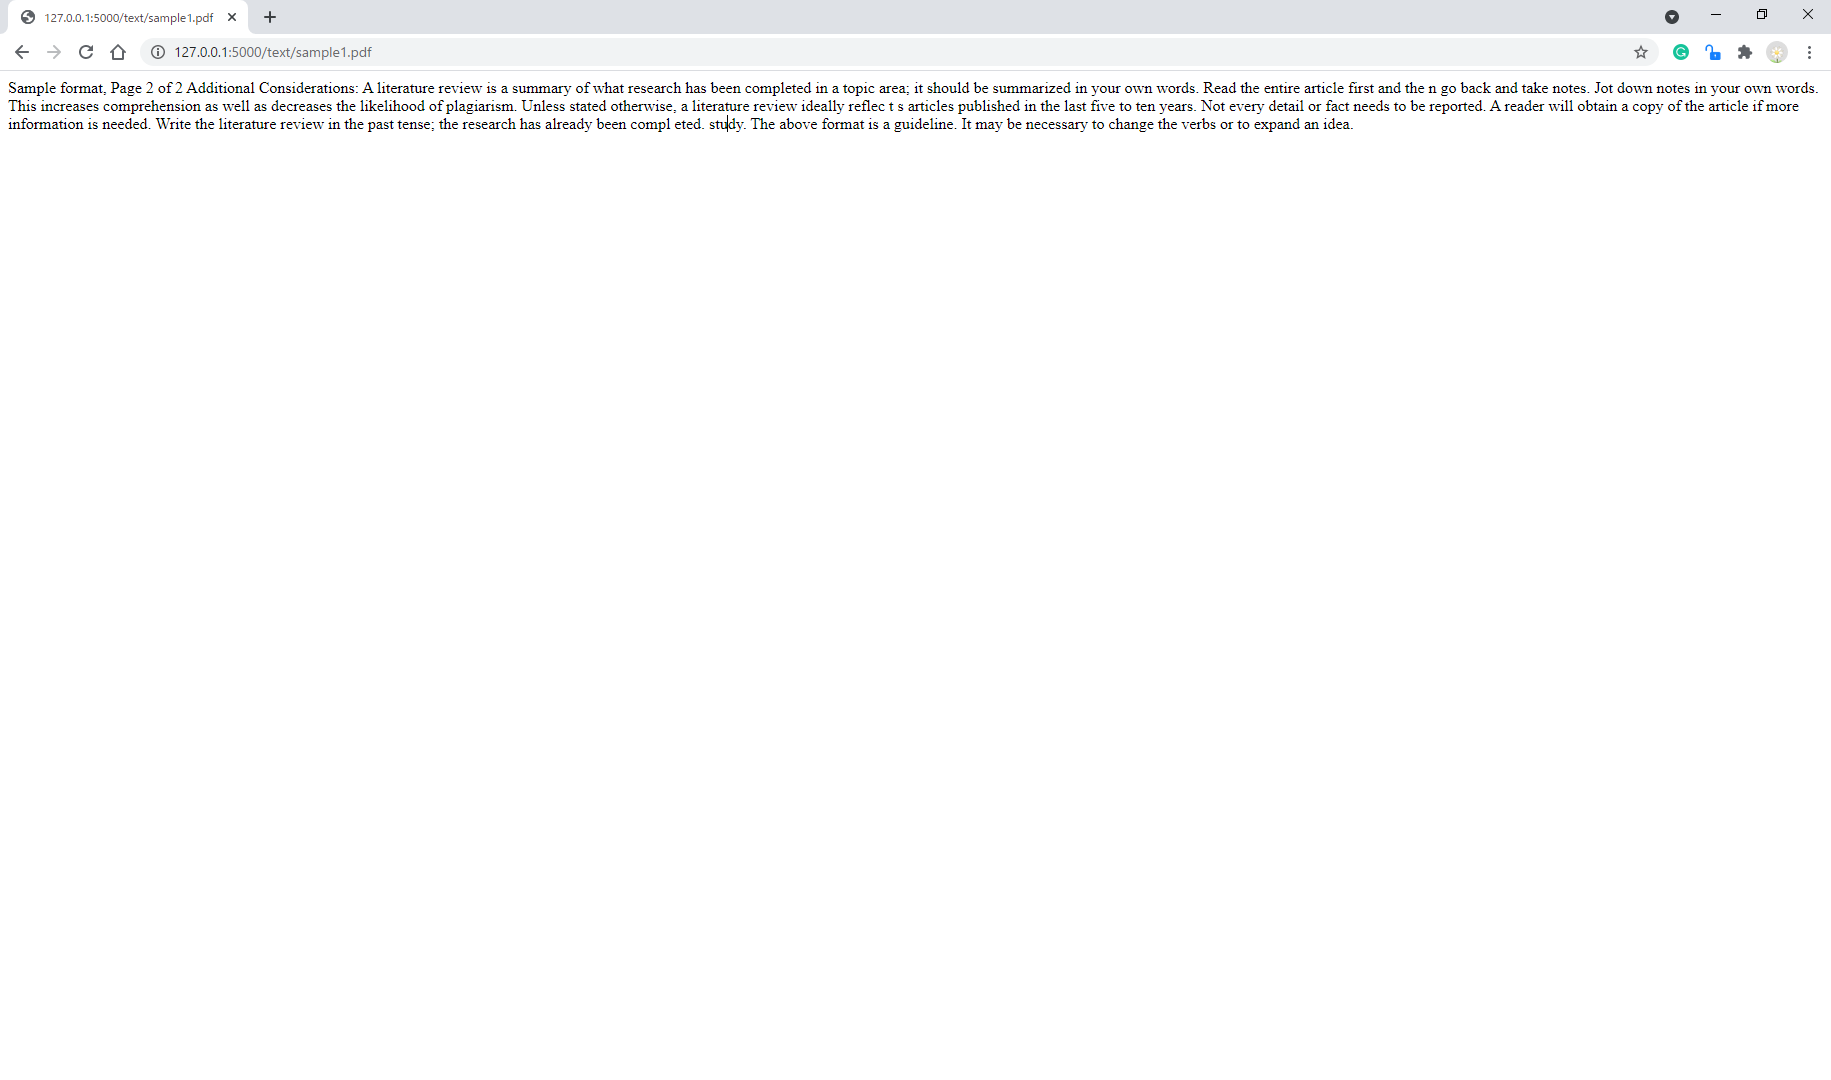 127.0.0.1:5000/text/sample1.pdf
127.0.0.1:5000/text/sample1.pdf
Sample format, Page 2 of 2 Additional Considerations: A literature review is a summary of what research has been completed in a topic area; it should be summarized in your own words. Read the entire article first and the n go back and take notes. Jot down notes in your own words.
This increases comprehension as well as decreases the likelihood of plagiarism. Unless stated otherwise, a literature review ideally reflec t s articles published in the last five to ten years. Not every detail or fact needs to be reported. A reader will obtain a copy of the article if more
information is needed. Write the literature review in the past tense; the research has already been compl eted. study. The above format is a guideline. It may be necessary to change the verbs or to expand an idea.